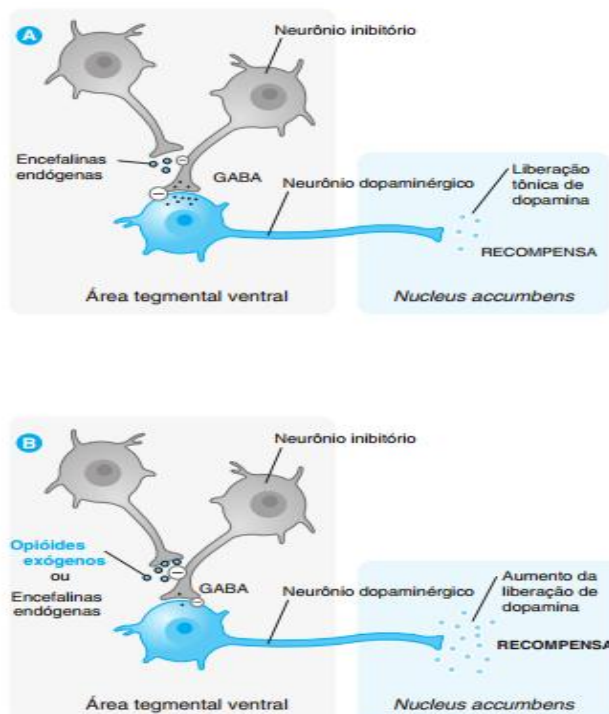 A
Neurônio inibitório
Encefalinas
endógenas
GABA
Neurônio dopaminérgico
Liberação
tônica de
dopamina
RECOMPENSA
Área tegmental ventral
Nucleus accumbens
B
Neurônio inibitório
Opióides
exógenos
ou
Encefalinas
endógenas
GABA
Neurônio dopaminérgico
Aumento da
liberação de
dopamina
RECOMPENSA
Área tegmental ventral
Nucleus accumbens